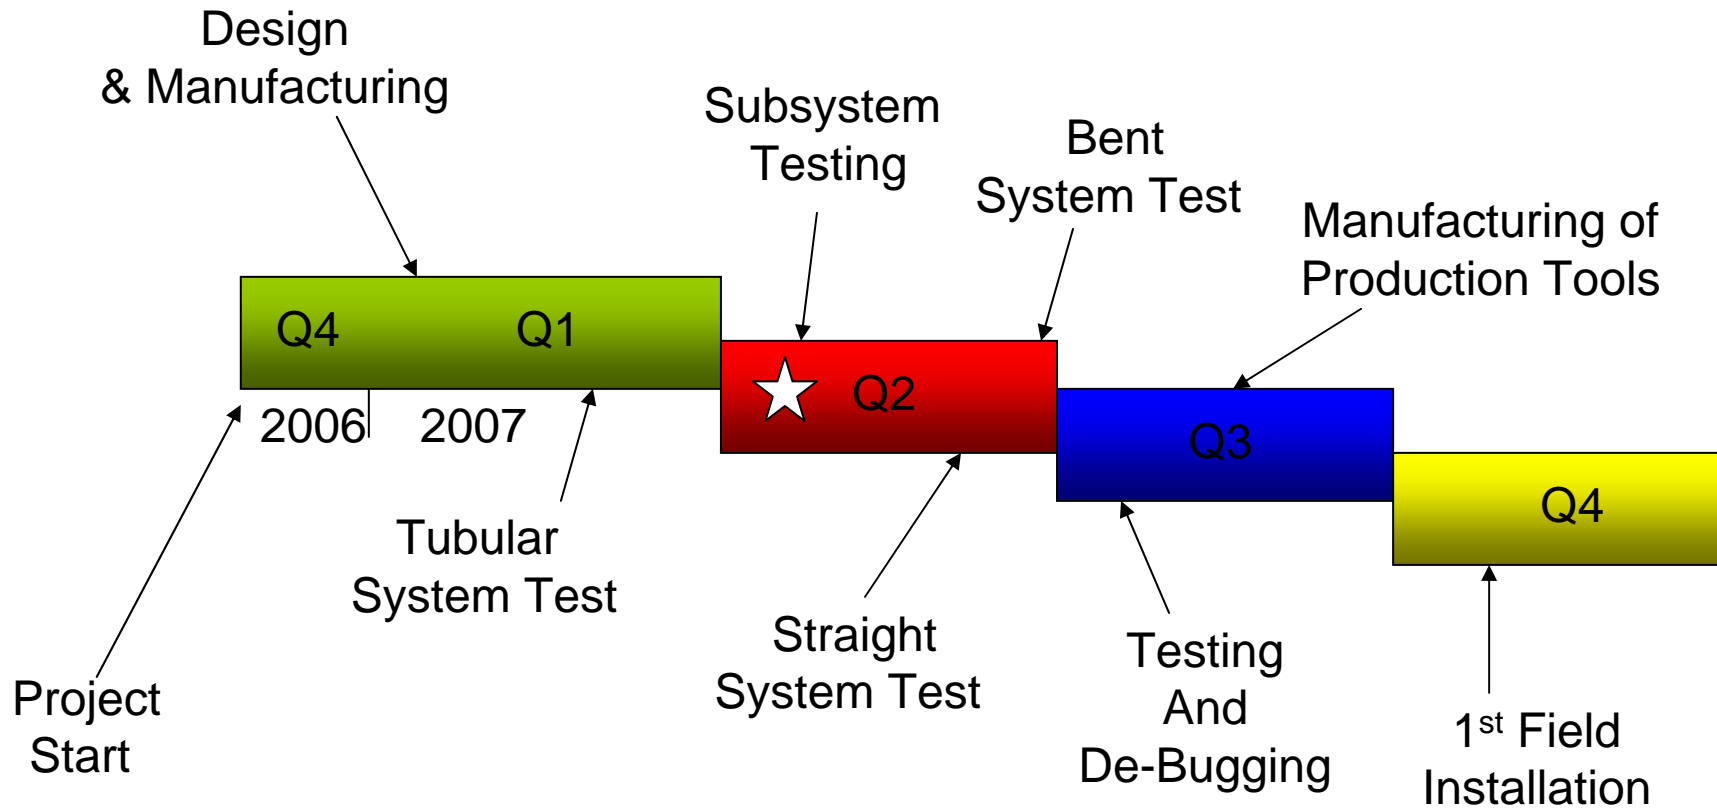 Design
& Manufacturing
Subsystem
Testing
Bent
System Test
Manufacturing of
Production Tools
Q4
Q1
2006
2007
Q2
Q3
Q4
Project
Start
Tubular
System Test
Straight
System Test
Testing
And
De-Bugging
1st Field
Installation